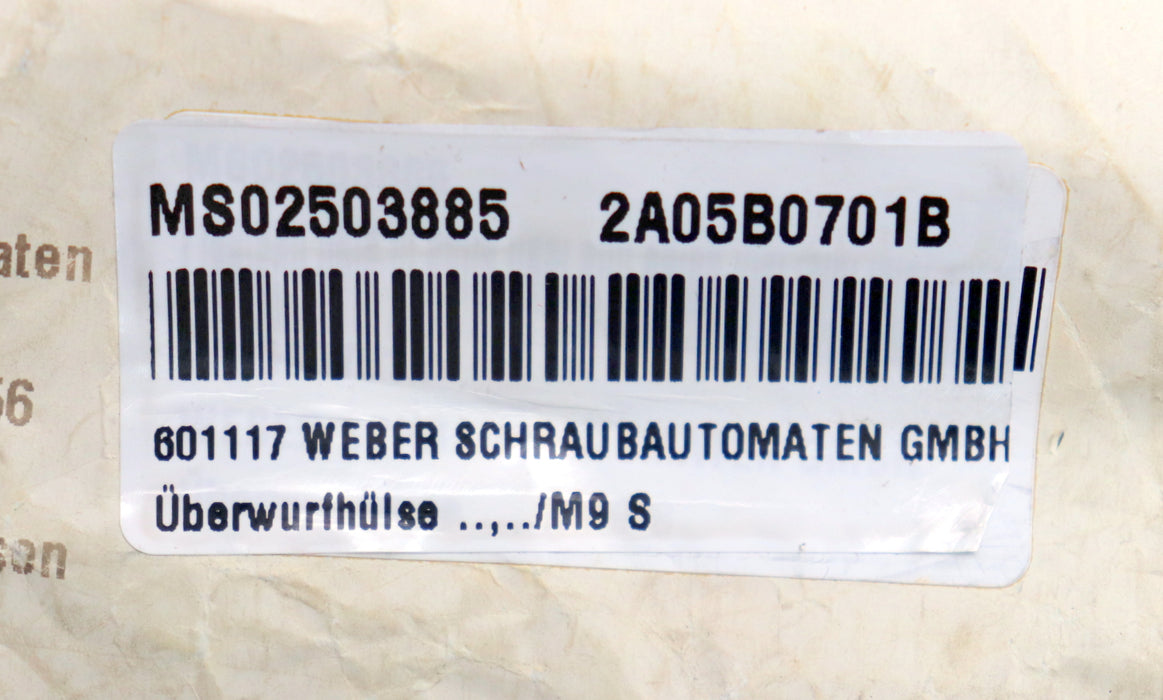 MS02503885 2A05B0701B
aten
56
601117 WEBER SCHRAUBAUTOMATEN GMBH
Überwurfhülse ..,../M9 S
sen